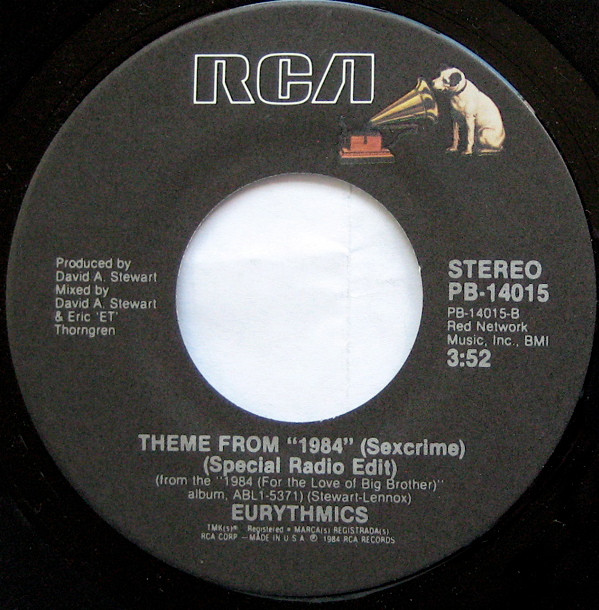 RCA
Produced by
David A. Stewart
Mixed by
David A. Stewart
& Eric 'ET'
Thorngren
STEREO
PB-14015
PB-14015-B
Red Network
Music, Inc., BMI
3:52
THEME FROM "1984" (Sexcrime)
(Special Radio Edit)
(from the "1984 (For the Love of Big Brother)"
album, ABL1-5371) (Stewart-Lennox)
EURYTHMICS
TMK(S)® Registered • MARCA(S) REGISTRADA(S)
RCA CORP — MADE IN U S A ℗ 1984 RCA RECORDS